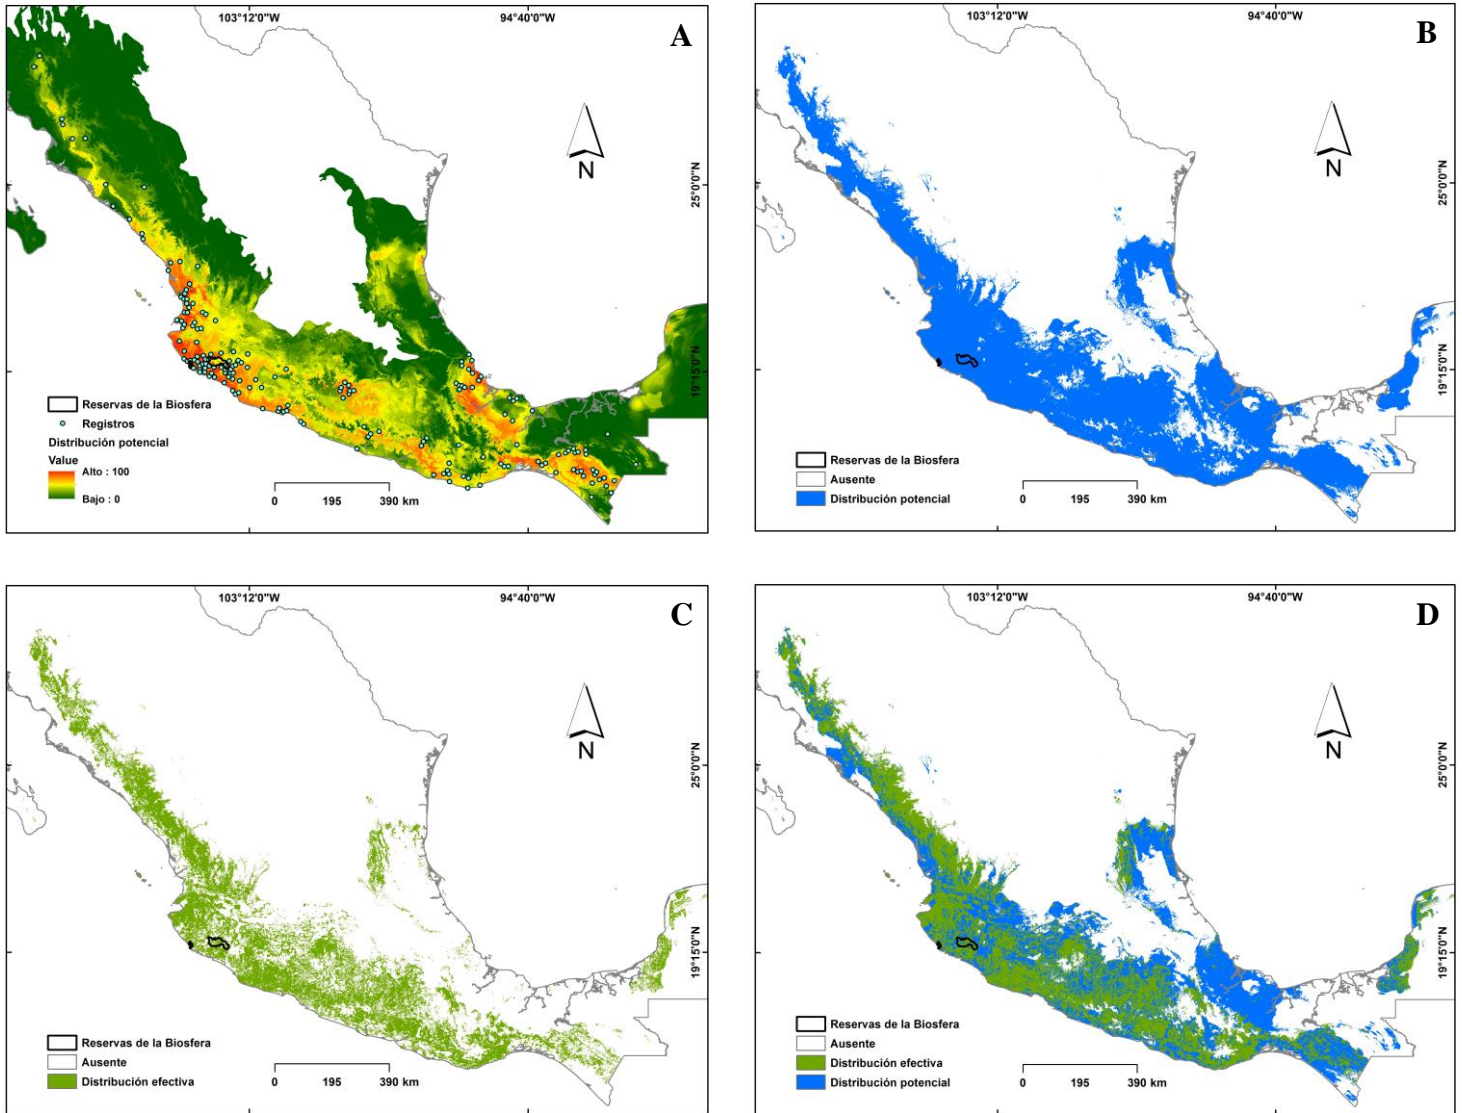 103°12'0"W
94°40'0"W
A
25°0'0"N
19°15'0"N
N
Reservas de la Biosfera
Registros
Distribución potencial
Value
Alto : 100
Bajo : 0
0 195 390 km
103°12'0"W
94°40'0"W
B
25°0'0"N
19°15'0"N
N
Reservas de la Biosfera
Ausente
Distribución potencial
0 195 390 km
103°12'0"W
94°40'0"W
C
25°0'0"N
19°15'0"N
N
Reservas de la Biosfera
Ausente
Distribución efectiva
0 195 390 km
103°12'0"W
94°40'0"W
D
25°0'0"N
19°15'0"N
N
Reservas de la Biosfera
Ausente
Distribución efectiva
Distribución potencial
0 195 390 km